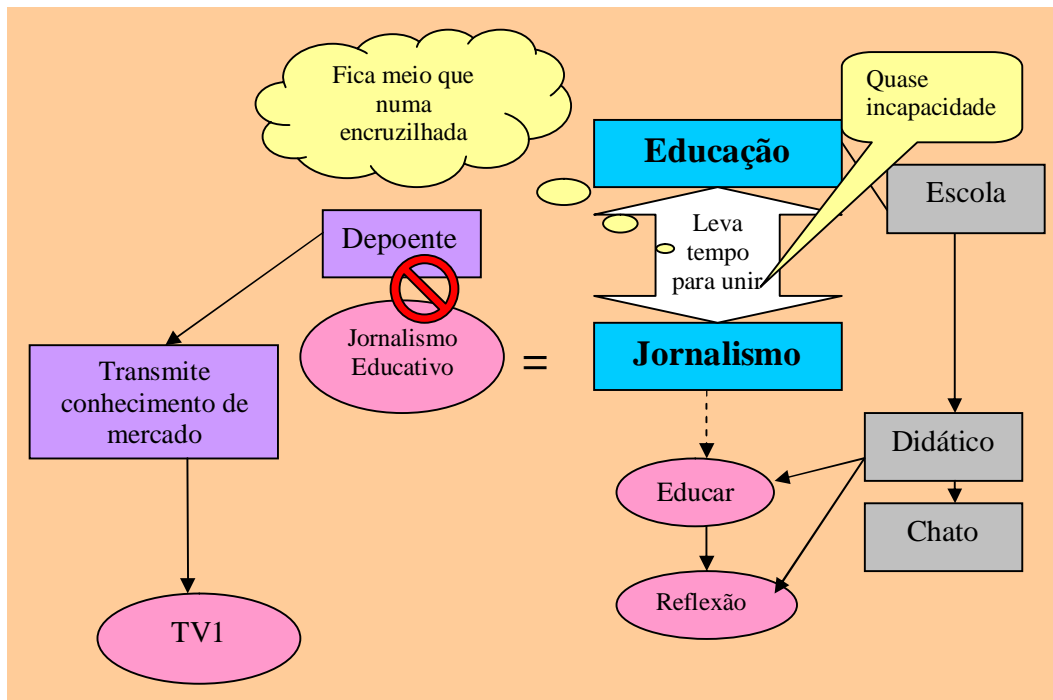 Fica meio que
numa
encruzilhada
Quase
incapacidade
Educação
Escola
Leva
tempo
para unir
Depoente
Jornalismo
Educativo
=
Jornalismo
Transmite
conhecimento de
mercado
Didático
Educar
Chato
Reflexão
TV1